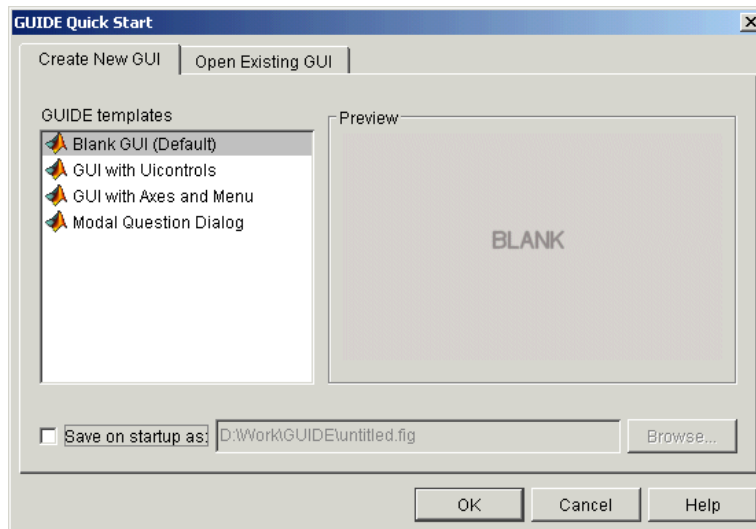 GUIDE Quick Start
Create New GUI
Open Existing GUI
GUIDE templates
Blank GUI (Default)
GUI with Uicontrols
GUI with Axes and Menu
Modal Question Dialog
Preview
BLANK
Save on startup as:
D:\Work\GUIDE\untitled.fig
Browse...
OK
Cancel
Help